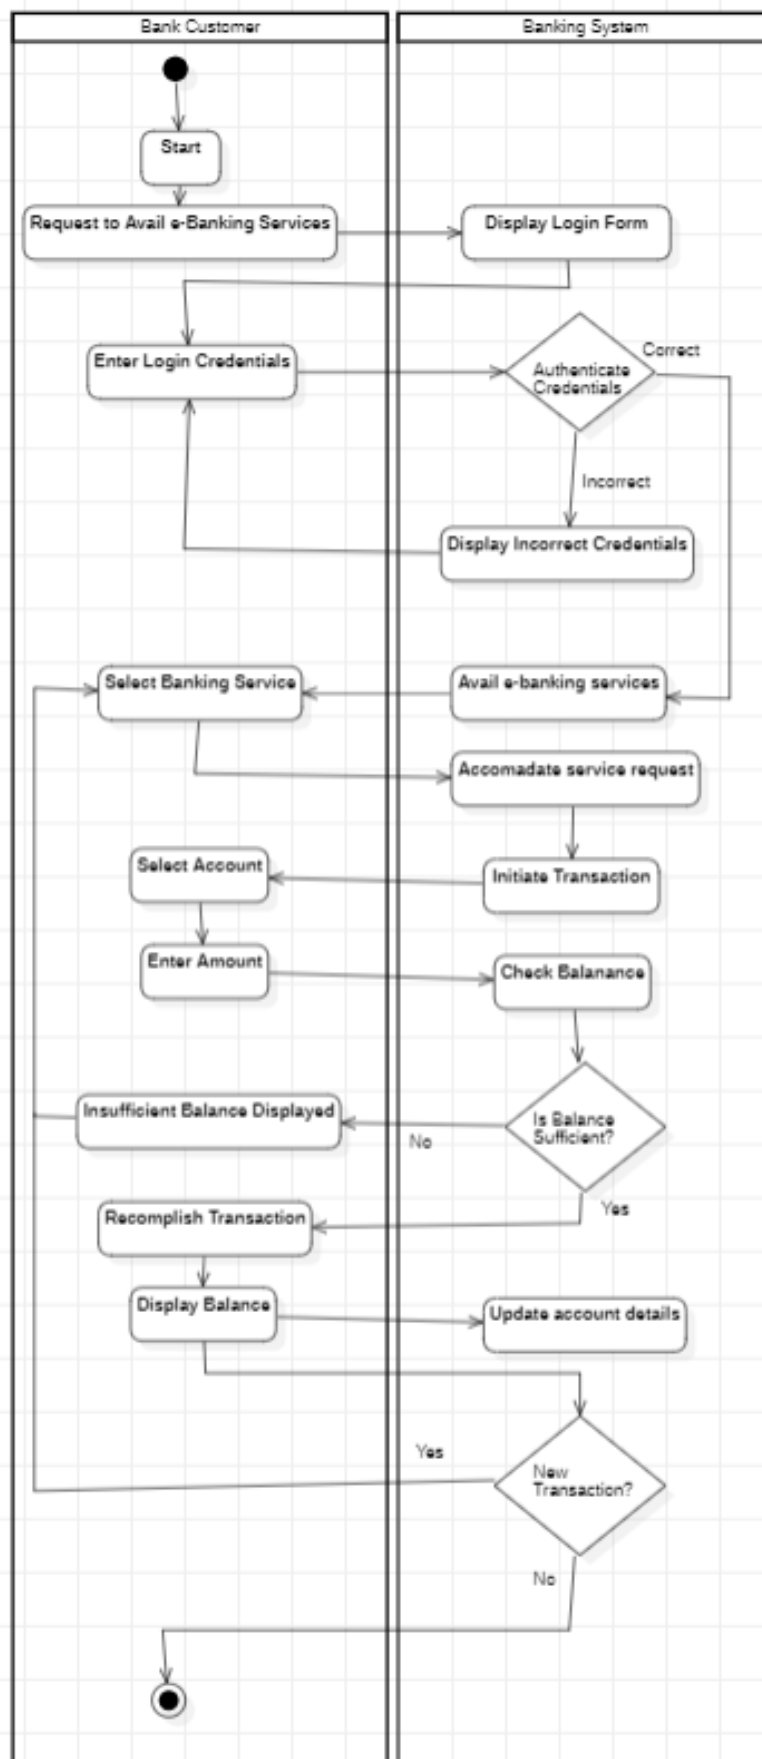 Bank Customer
Banking System
Start
Request to Avail e-Banking Services
Display Login Form
Enter Login Credentials
Correct
Authenticate
Credentials
Incorrect
Display Incorrect Credentials
Select Banking Service
Avail e-banking services
Accomadate service request
Select Account
Initiate Transaction
Enter Amount
Check Balanance
Insufficient Balance Displayed
Is Balance
Sufficient?
No
Yes
Recomplish Transaction
Display Balance
Update account details
Yes
New
Transaction?
No